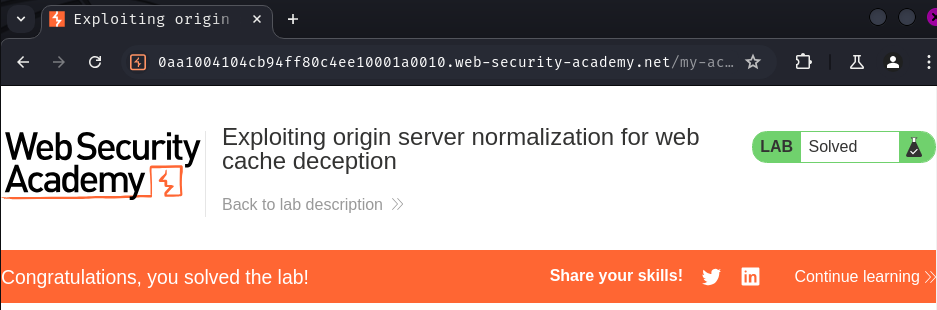 Exploiting origin
0aa1004104cb94ff80c4ee10001a0010.web-security-academy.net/my-ac…
Web Security
Academy
Exploiting origin server normalization for web
cache deception
Back to lab description
LAB Solved
Congratulations, you solved the lab!
Share your skills!
Continue learning